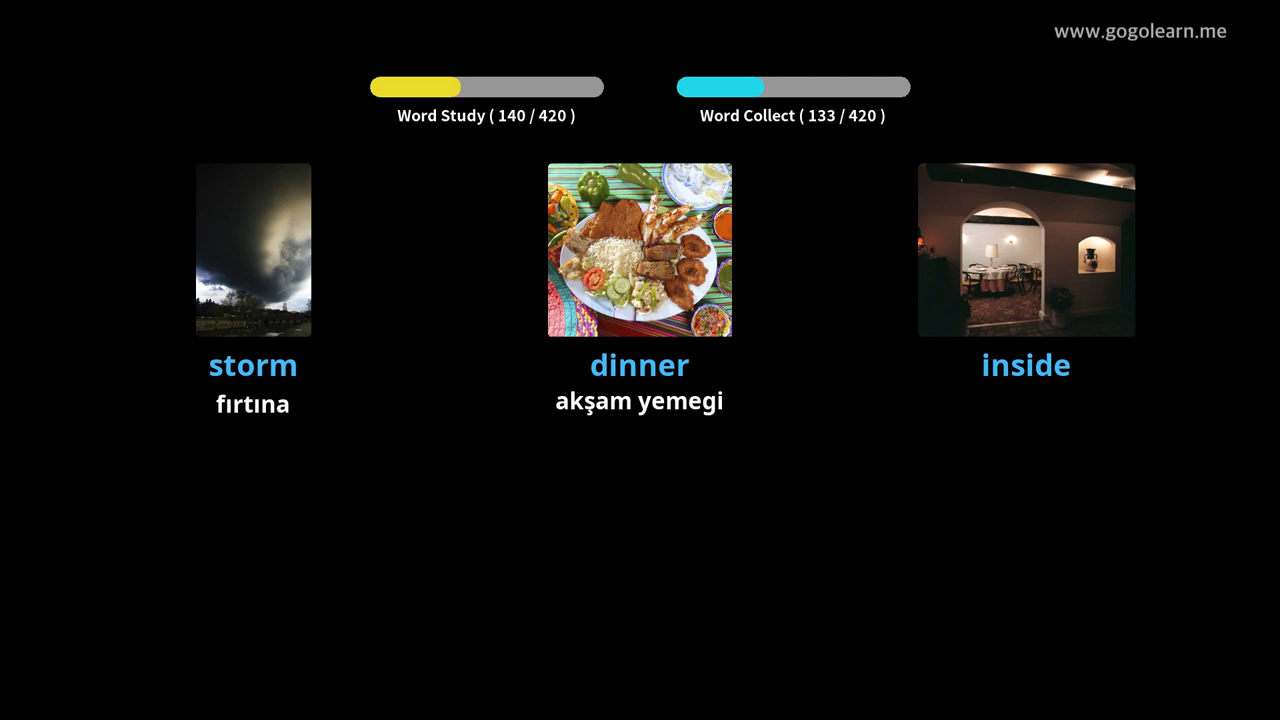 www.gogolearn.me
Word Study ( 140 / 420 )
Word Collect ( 133 / 420 )
storm
dinner
inside
fırtına
akşam yemegi